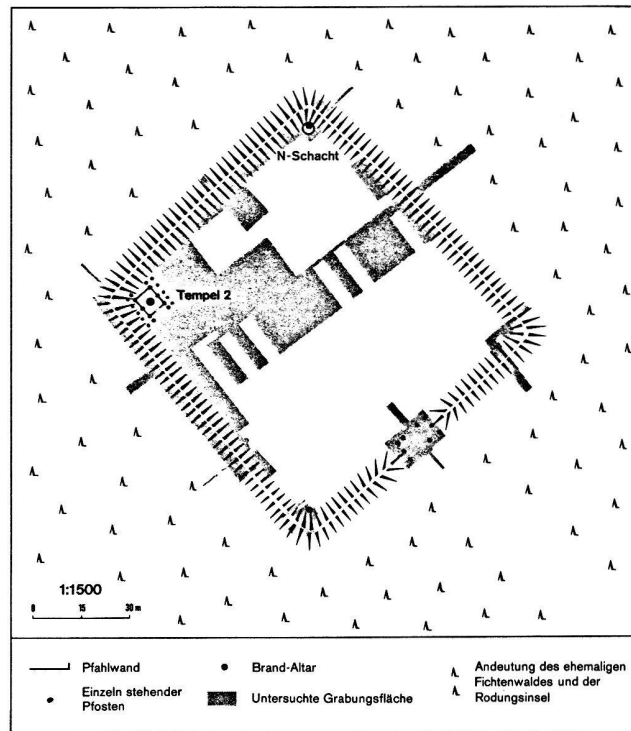 N-Schacht
Tempel 2
1:1500
0 15 30 m
Pfahlwand
Einzeln stehender
Pfosten
Brand-Altar
Untersuchte Grabungsfläche
Andeutung des ehemaligen
Fichtenwaldes und der
Rodungsinsel